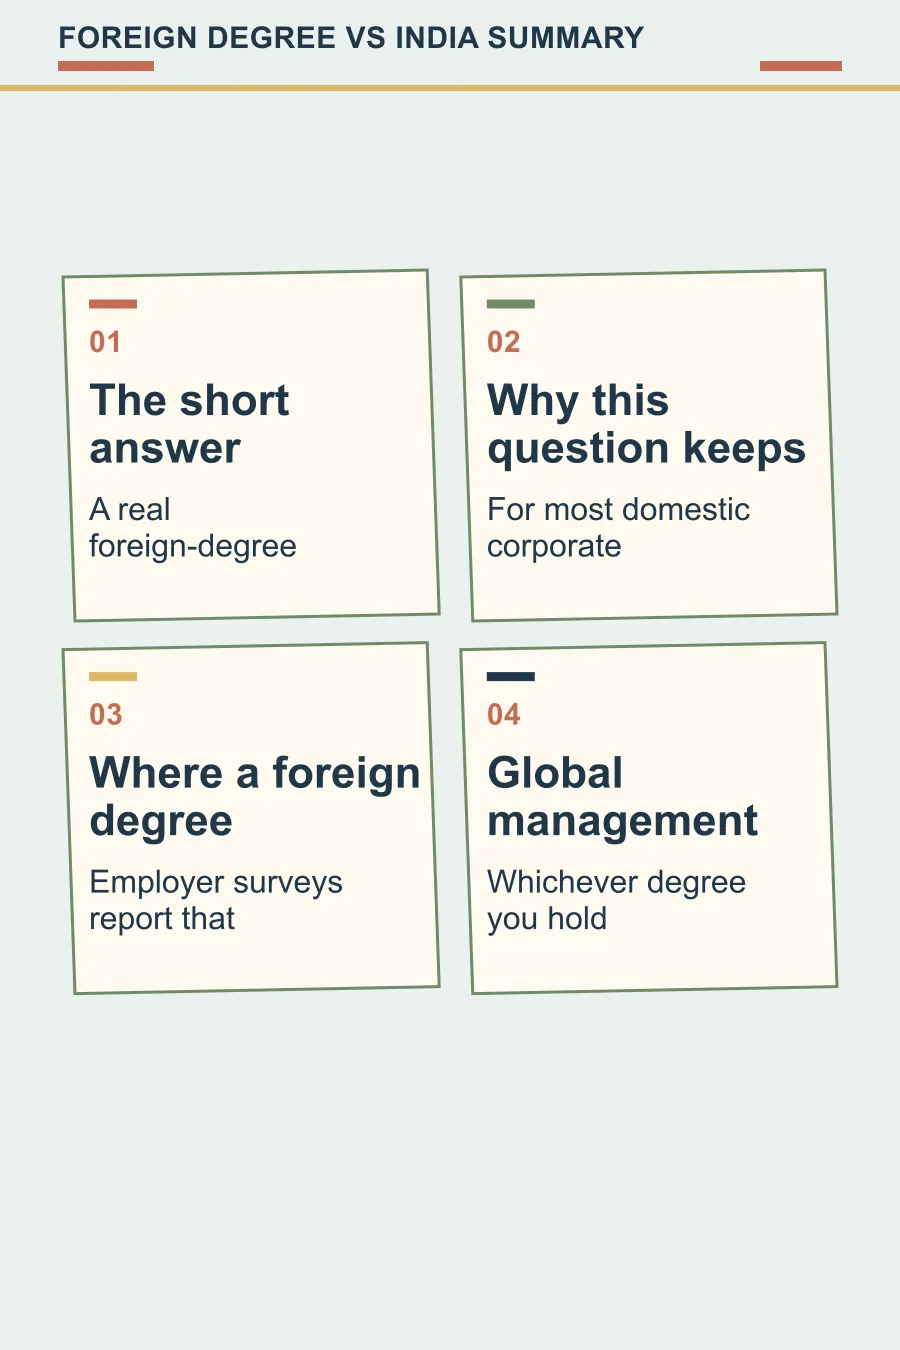 FOREIGN DEGREE VS INDIA SUMMARY
01
The short
answer
A real
foreign-degree
02
Why this
question keeps
For most domestic
corporate
03
Where a foreign
degree
Employer surveys
report that
04
Global
management
Whichever degree
you hold